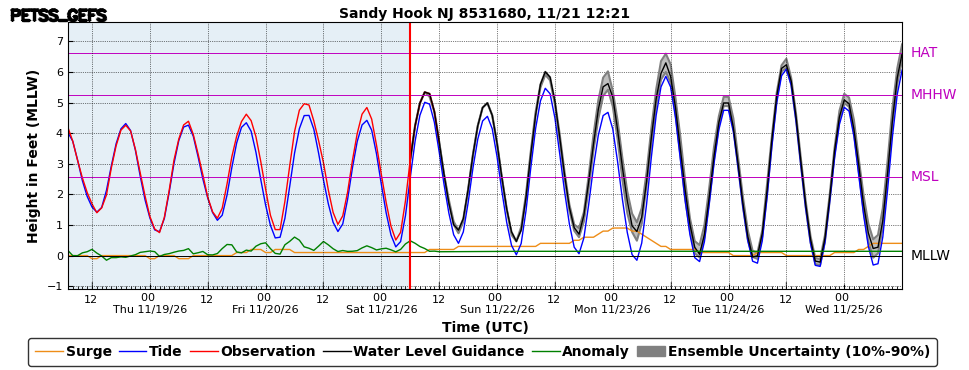 PETSS_GEFS
Sandy Hook NJ 8531680, 11/21 12:21
Height in Feet (MLLW)
7
6
5
4
3
2
1
0
−1
HAT
MHHW
MSL
MLLW
12 00 12 00 12 00 12 00 12 00 12 00 12 00
Thu 11/19/26 Fri 11/20/26 Sat 11/21/26 Sun 11/22/26 Mon 11/23/26 Tue 11/24/26 Wed 11/25/26
Time (UTC)
Surge Tide Observation Water Level Guidance Anomaly Ensemble Uncertainty (10%-90%)